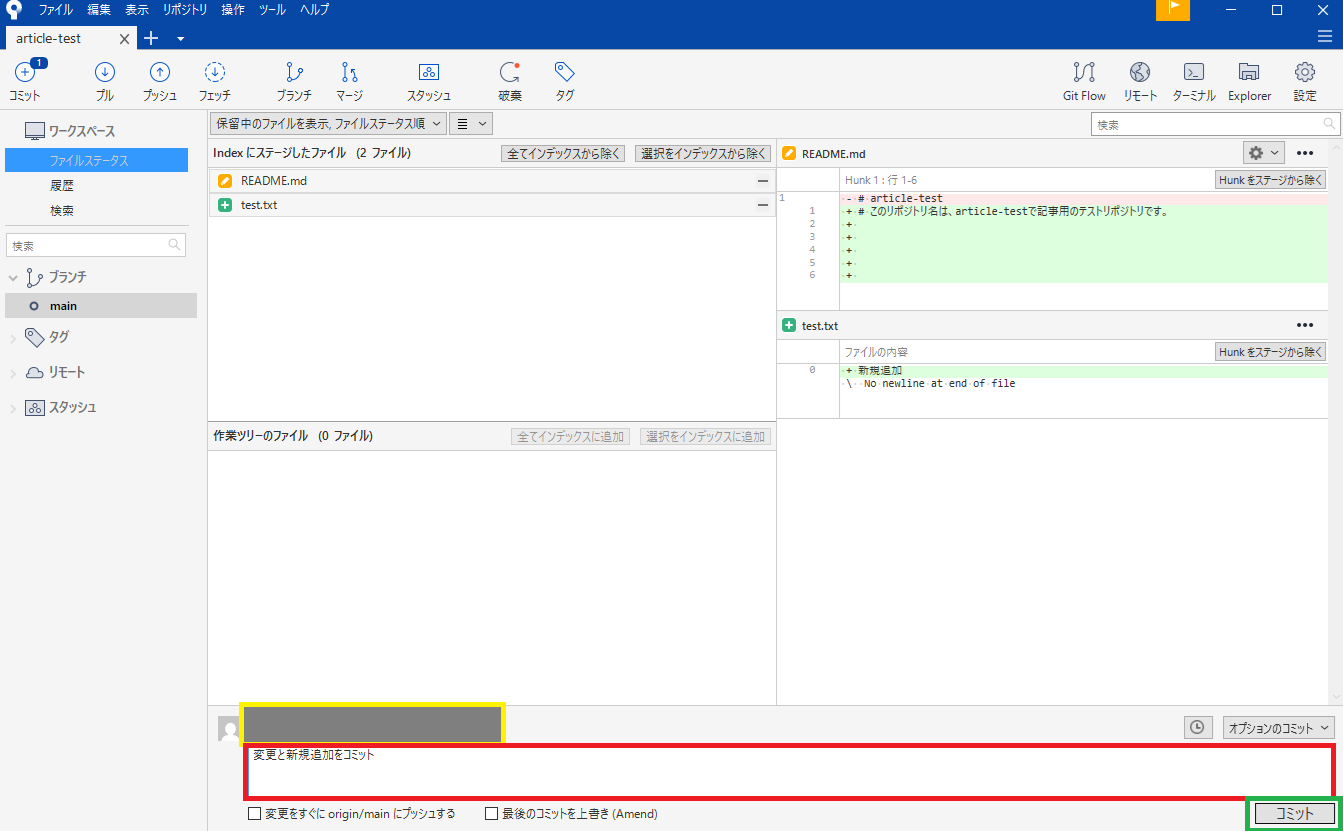 ファイル 編集 表示 リポジトリ 操作 ツール ヘルプ
article-test
1
コミット プル プッシュ フェッチ ブランチ マージ スタッシュ 破棄 タグ Git Flow リモート ターミナル Explorer 設定
ワークスペース
ファイルステータス
履歴
検索
検索
ブランチ
main
タグ
リモート
スタッシュ
保留中のファイルを表示, ファイルステータス順
検索
Index にステージしたファイル (2 ファイル) 全てインデックスから除く 選択をインデックスから除く
README.md
test.txt
作業ツリーのファイル (0 ファイル) 全てインデックスに追加 選択をインデックスに追加
README.md
Hunk 1 : 行 1-6 Hunk をステージから除く
1 - # article-test
1 + # このリポジトリ名は、article-testで記事用のテストリポジトリです。
2 +
3 +
4 +
5 +
6 +
test.txt
ファイルの内容 Hunk をステージから除く
0 + 新規追加
\ No newline at end of file
オプションのコミット
変更と新規追加をコミット
変更をすぐに origin/main にプッシュする 最後のコミットを上書き (Amend) コミット